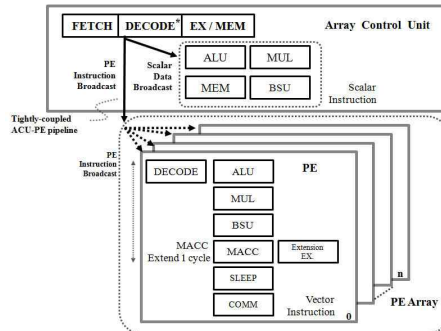 Array Control Unit
FETCH DECODE* EX / MEM
PE
Instruction
Broadcast
Scalar
Data
Broadcast
ALU MUL
MEM BSU
Scalar
Instruction
Tightly-coupled
ACU-PE pipeline
PE
Instruction
Broadcast
DECODE ALU PE
MUL
BSU
MACC
Extend 1 cycle
MACC
Extension
EX.
SLEEP
COMM
Vector
Instruction
0
n
PE Array